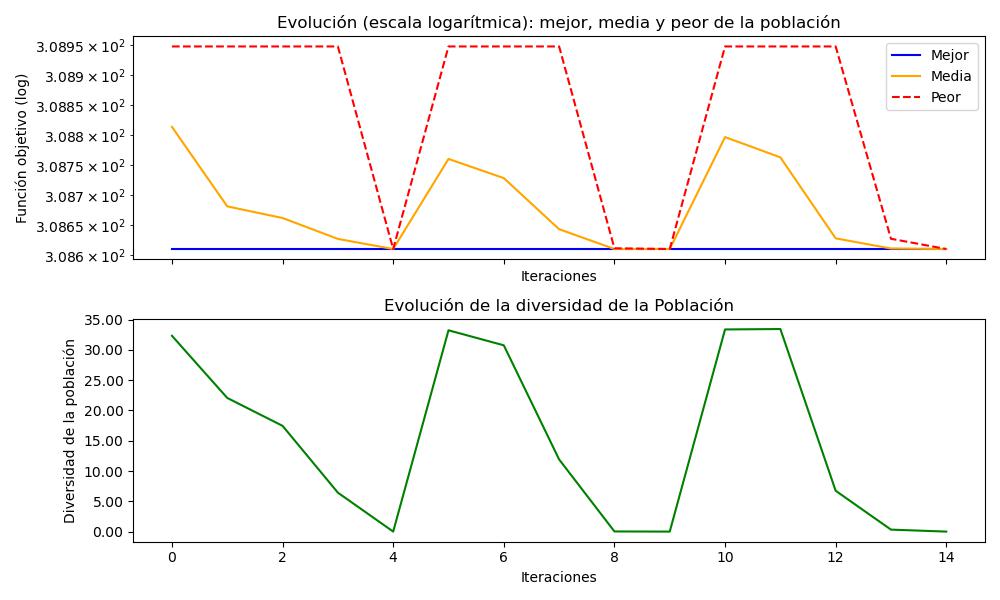 Evolución (escala logarítmica): mejor, media y peor de la población
Función objetivo (log)
3.0895 × 10²
3.089 × 10²
3.0885 × 10²
3.088 × 10²
3.0875 × 10²
3.087 × 10²
3.0865 × 10²
3.086 × 10²
Mejor
Media
Peor
Iteraciones
Evolución de la diversidad de la Población
Diversidad de la población
35.00
30.00
25.00
20.00
15.00
10.00
5.00
0.00
0 2 4 6 8 10 12 14
Iteraciones